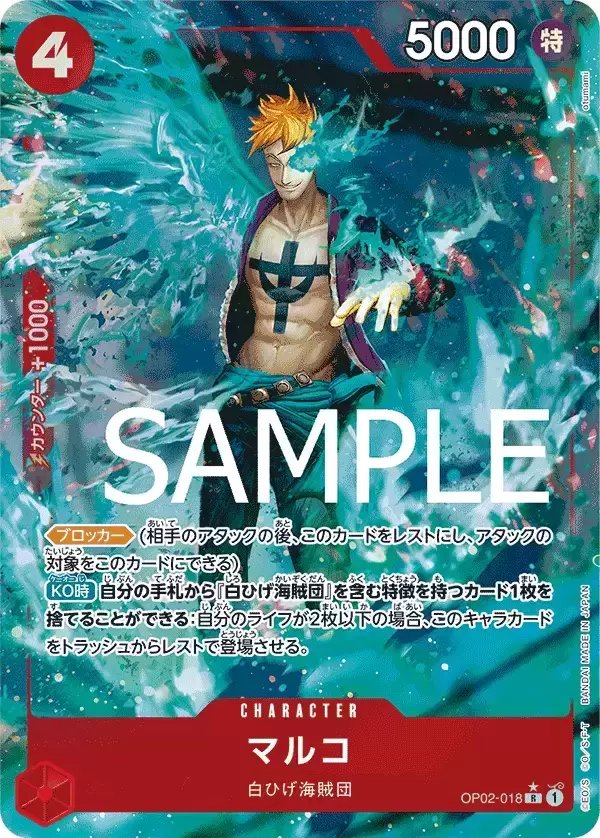 4
5000
特
otumami
カウンター +1000
SAMPLE
ブロッカー (相手のアタックの後、このカードをレストにし、アタックの
対象をこのカードにできる)
KO時 自分の手札から『白ひげ海賊団』を含む特徴を持つカード1枚を
捨てることができる:自分のライフが2枚以下の場合、このキャラカード
をトラッシュからレストで登場させる。
CHARACTER
マルコ
白ひげ海賊団
OP02-018 R ★ 1
©E.O/S ©O/S・F・T BANDAI MADE IN JAPAN